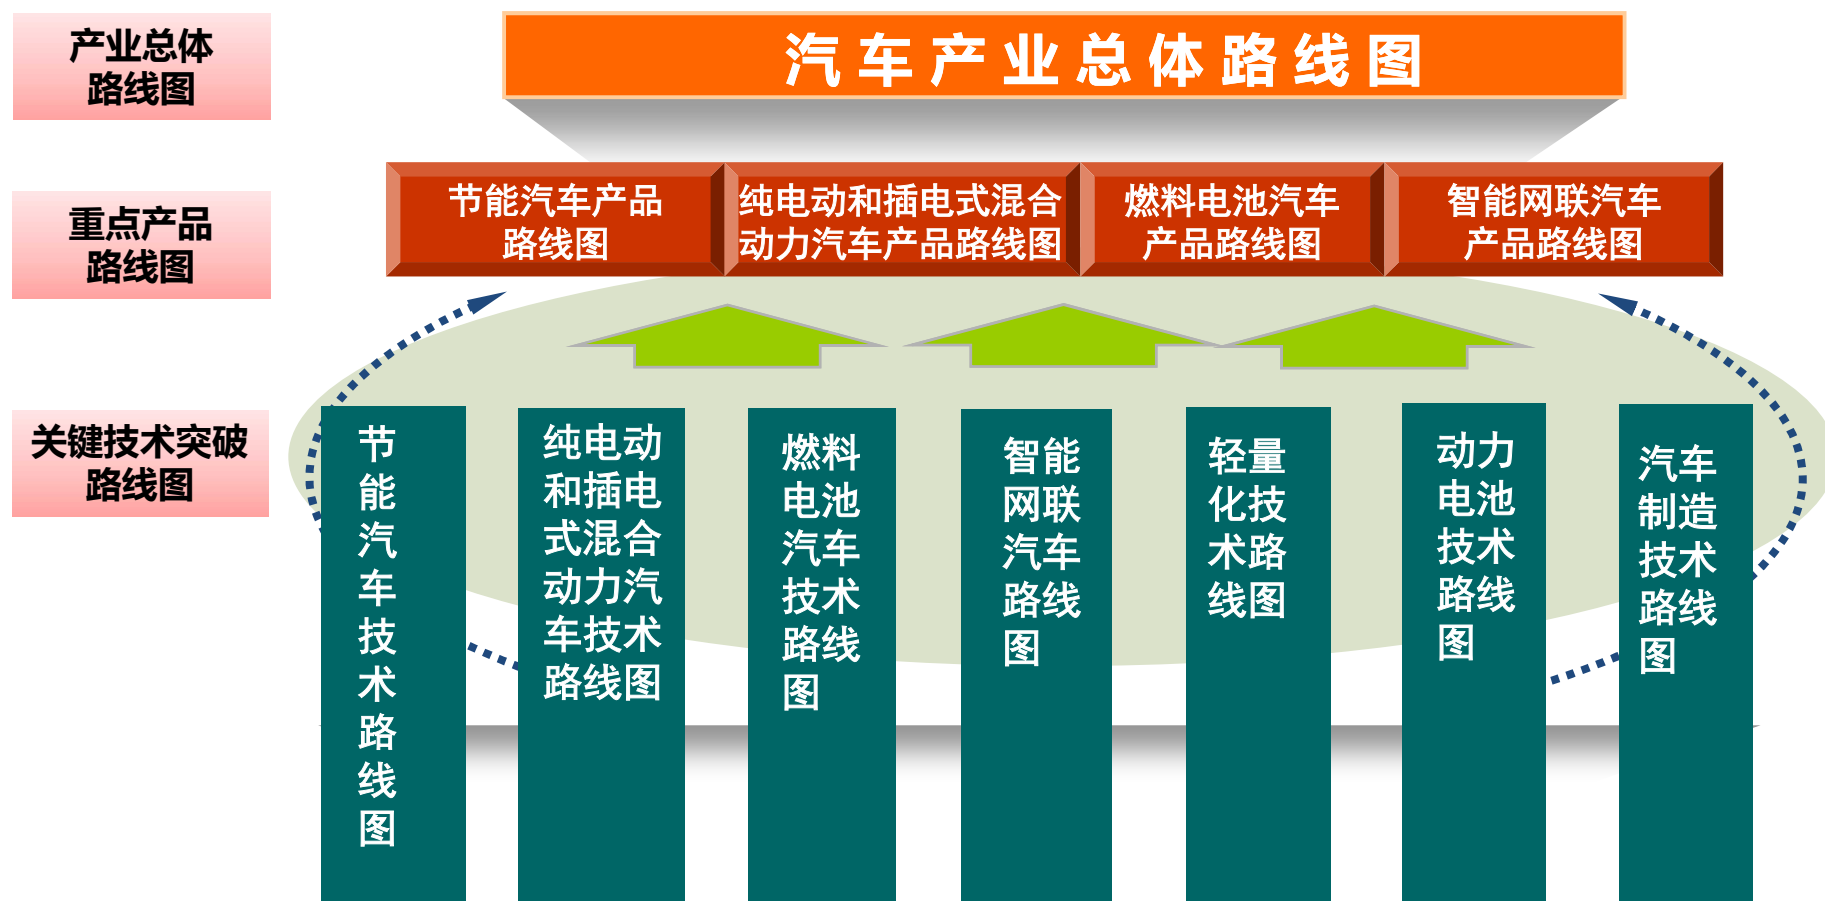 产业总体
路线图
汽车产业总体路线图
重点产品
路线图
节能汽车产品
路线图
纯电动和插电式混合
动力汽车产品路线图
燃料电池汽车
产品路线图
智能网联汽车
产品路线图
关键技术突破
路线图
节
能
汽
车
技
术
路
线
图
纯电动
和插电
式混合
动力汽
车技术
路线图
燃料
电池
汽车
技术
路线
图
智能
网联
汽车
路线
图
轻量
化技
术路
线图
动力
电池
技术
路线
图
汽车
制造
技术
路线
图